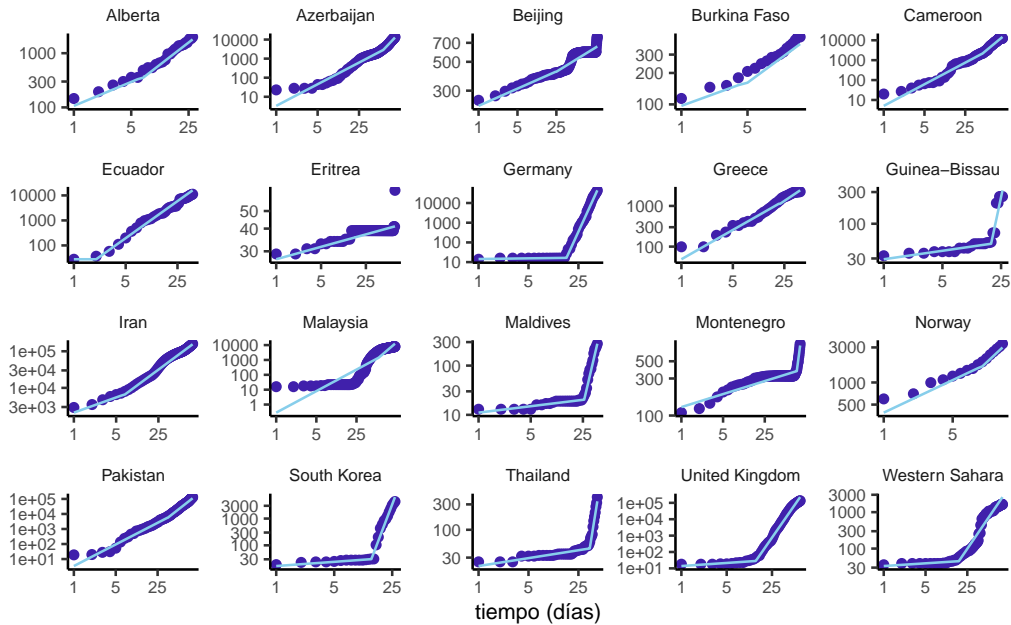 Alberta
Azerbaijan
Beijing
Burkina Faso
Cameroon
1000
300
100
1 5 25
10000
1000
100
10
1 5 25
700
300
1 5 25
300
200
100
1 5
10000
1000
100
10
1 5 25
Ecuador
Eritrea
Germany
Greece
Guinea−Bissau
10000
1000
100
1 5 25
50
40
30
1 5 25
10000
1000
100
10
1 5 25
1000
300
100
1 5 25
300
100
30
1 5 25
Iran
Malaysia
Maldives
Montenegro
Norway
1e+05
3e+04
1e+04
3e+03
1 5 25
10000
1000
100
10
1
1 5 25
300
100
30
10
1 5 25
500
300
100
1 5 25
3000
1000
500
1 5
Pakistan
South Korea
Thailand
United Kingdom
Western Sahara
1e+05
1e+04
1e+03
1e+02
1e+01
1 5 25
3000
1000
300
100
30
1 5 25
300
100
30
1 5 25
1e+05
1e+04
1e+03
1e+02
1e+01
1 5 25
3000
1000
300
100
30
1 5 25
tiempo (días)